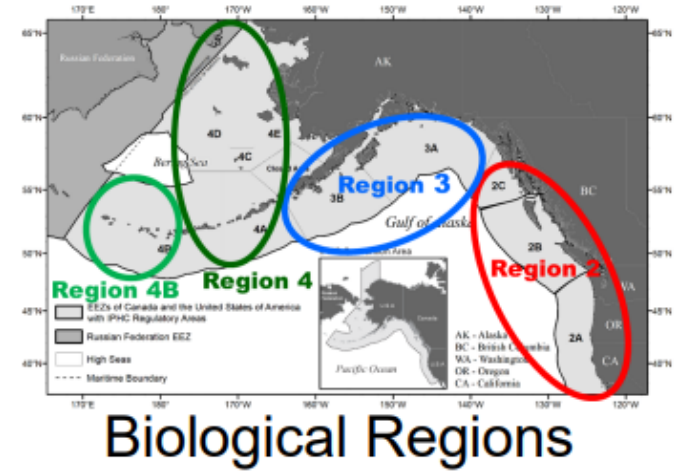 170°E 180° 170°W 160°W 150°W 140°W 130°W 120°W
65°N 65°N
Russian Federation
AK
60°N 60°N
4D 4E
4C
Bering Sea
3A
55°N 55°N
Region 3
3B
2C
BC
4A
4B
Gulf of Alaska
2B
50°N 50°N
Area
Region 4B
Region 4
Region 2
WA
EEZs of Canada and the United States of America
with IPHC Regulatory Areas
45°N 45°N
Russian Federation EEZ
High Seas
Maritime Boundary
Canada
Pacific Ocean
AK - Alaska
BC - British Columbia
WA - Washington
OR - Oregon
CA - California
2A
OR
CA
40°N 40°N
170°E 180° 170°W 160°W 150°W 140°W 130°W 120°W
Biological Regions